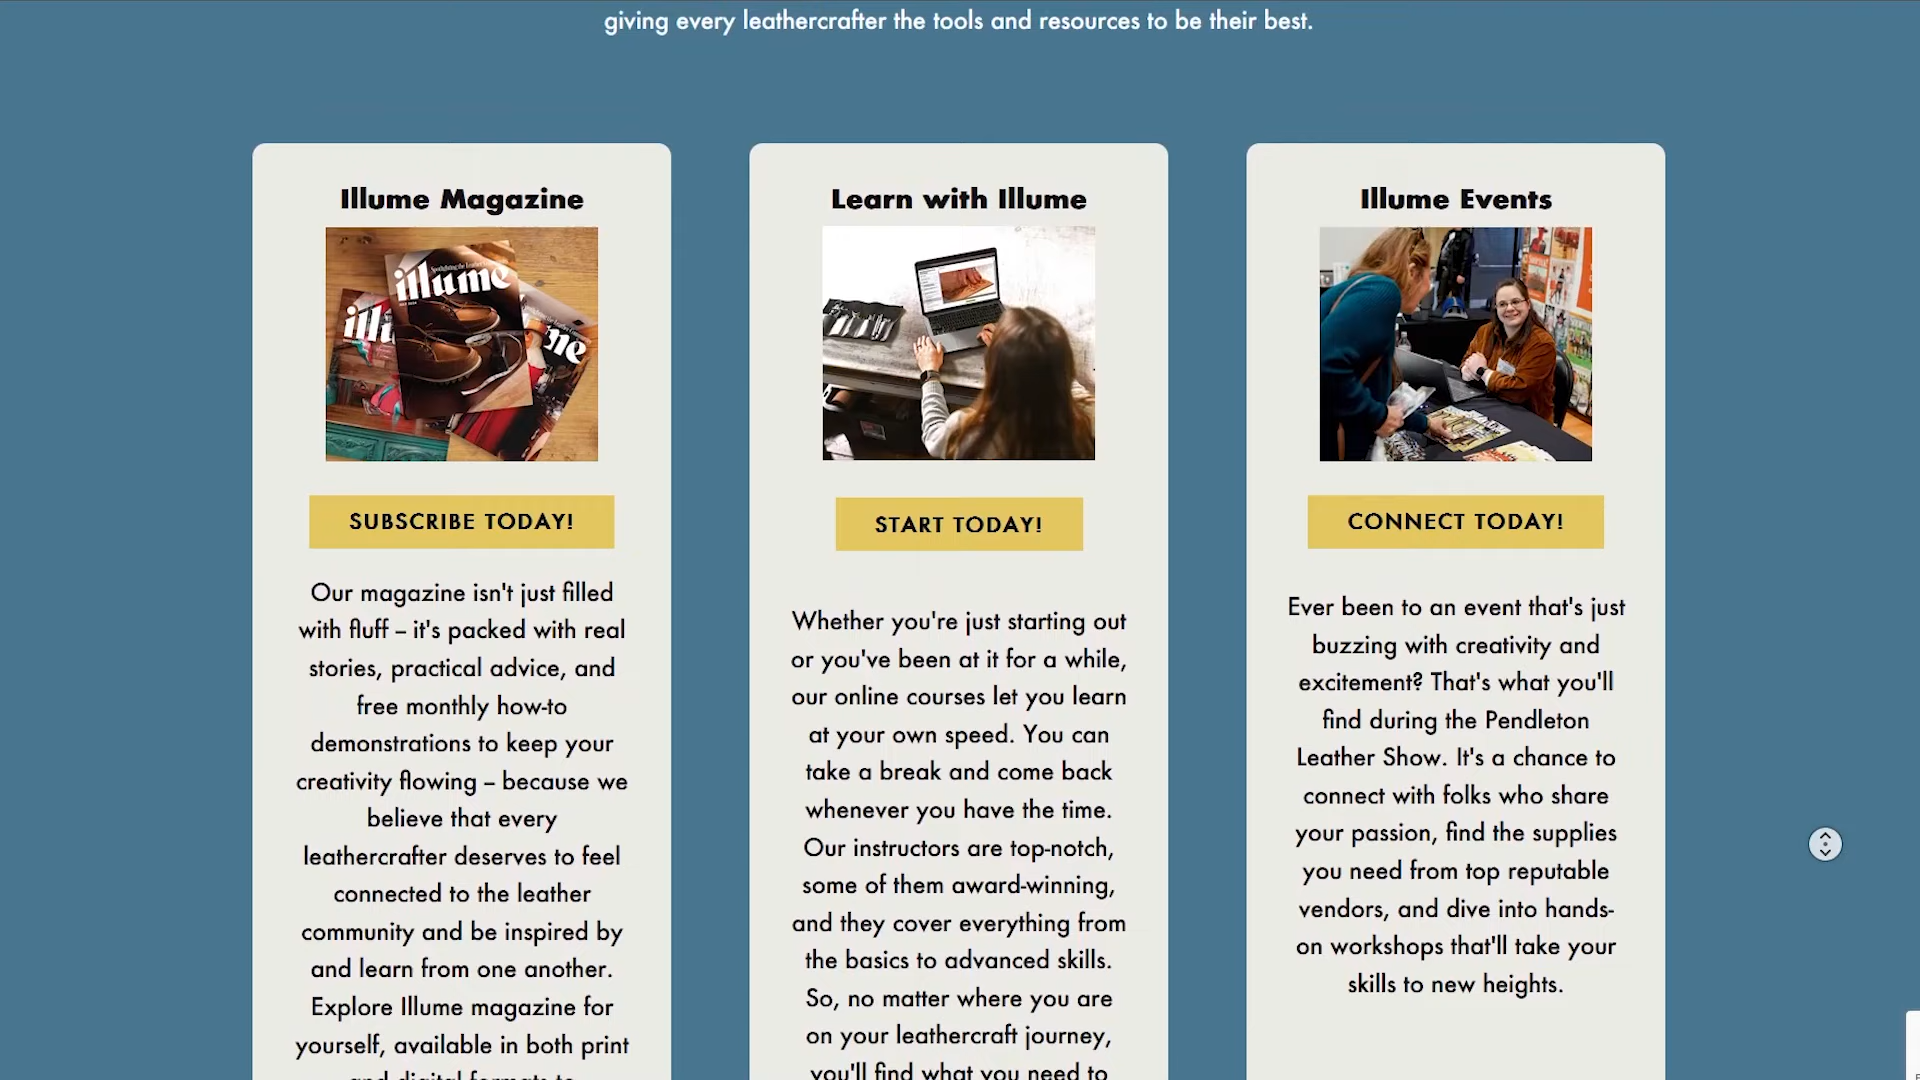 giving every leathercrafter the tools and resources to be their best.
Illume Magazine
illume
SUBSCRIBE TODAY!
Our magazine isn't just filled
with fluff – it's packed with real
stories, practical advice, and
free monthly how-to
demonstrations to keep your
creativity flowing – because we
believe that every
leathercrafter deserves to feel
connected to the leather
community and be inspired by
and learn from one another.
Explore Illume magazine for
yourself, available in both print
and digital formats to
Learn with Illume
START TODAY!
Whether you're just starting out
or you've been at it for a while,
our online courses let you learn
at your own speed. You can
take a break and come back
whenever you have the time.
Our instructors are top-notch,
some of them award-winning,
and they cover everything from
the basics to advanced skills.
So, no matter where you are
on your leathercraft journey,
you'll find what you need to
Illume Events
CONNECT TODAY!
Ever been to an event that's just
buzzing with creativity and
excitement? That's what you'll
find during the Pendleton
Leather Show. It's a chance to
connect with folks who share
your passion, find the supplies
you need from top reputable
vendors, and dive into hands-
on workshops that'll take your
skills to new heights.